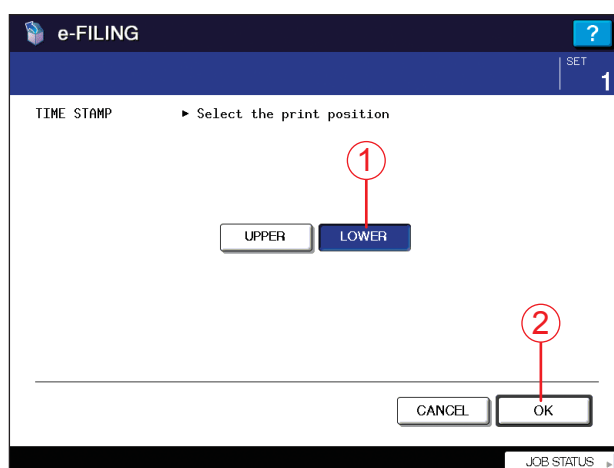 e-FILING
?
SET
1
TIME STAMP ► Select the print position
1
UPPER LOWER
2
CANCEL OK
JOB STATUS